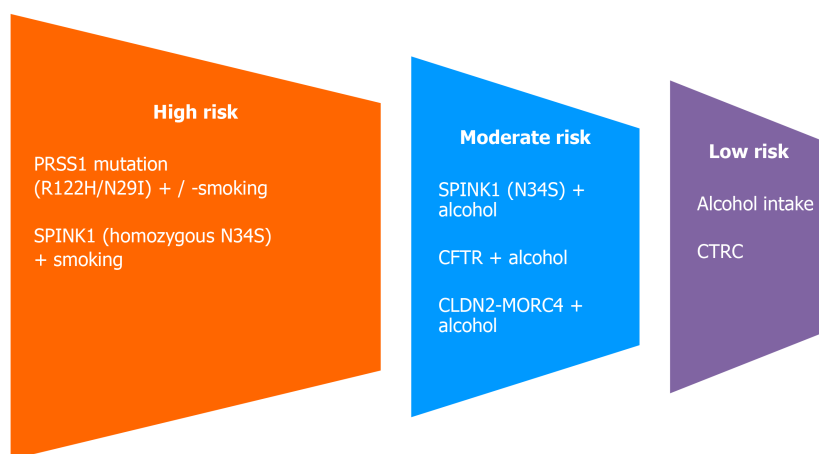 High risk
PRSS1 mutation
(R122H/N29I) + / -smoking
SPINK1 (homozygous N34S)
+ smoking
Moderate risk
SPINK1 (N34S) +
alcohol
CFTR + alcohol
CLDN2-MORC4 +
alcohol
Low risk
Alcohol intake
CTRC